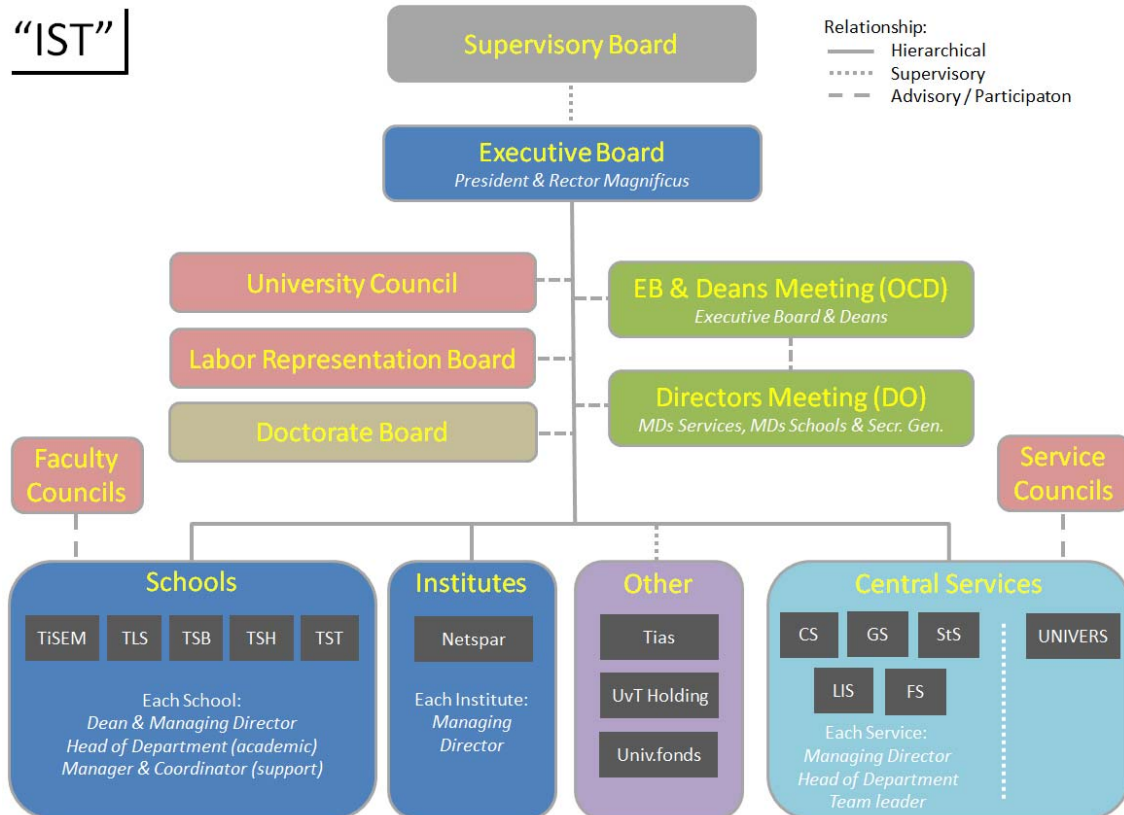 “IST”
Supervisory Board
Relationship:
Hierarchical
Supervisory
Advisory / Participaton
Executive Board
President & Rector Magnificus
University Council
EB & Deans Meeting (OCD)
Executive Board & Deans
Labor Representation Board
Directors Meeting (DO)
MDs Services, MDs Schools & Secr. Gen.
Doctorate Board
Faculty
Councils
Service
Councils
Schools
TiSEM TLS TSB TSH TST
Each School:
Dean & Managing Director
Head of Department (academic)
Manager & Coordinator (support)
Institutes
Netspar
Each Institute:
Managing
Director
Other
Tias
UvT Holding
Univ.fonds
Central Services
CS GS StS UNIVERS
LIS FS
Each Service:
Managing Director
Head of Department
Team leader